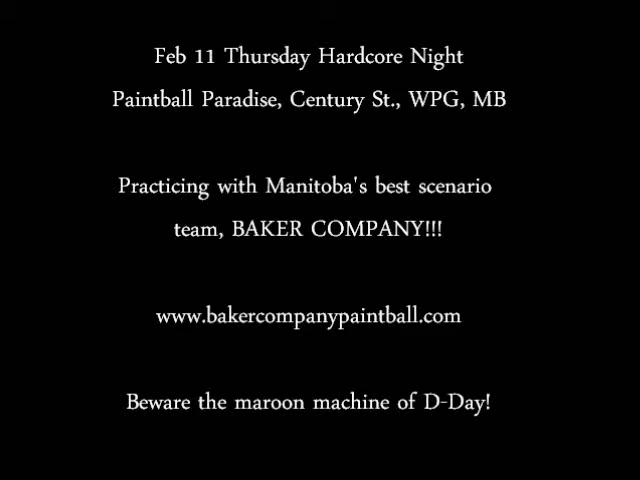 Feb 11 Thursday Hardcore Night
Paintball Paradise, Century St., WPG, MB
Practicing with Manitoba's best scenario
team, BAKER COMPANY!!!
www.bakercompanypaintball.com
Beware the maroon machine of D-Day!